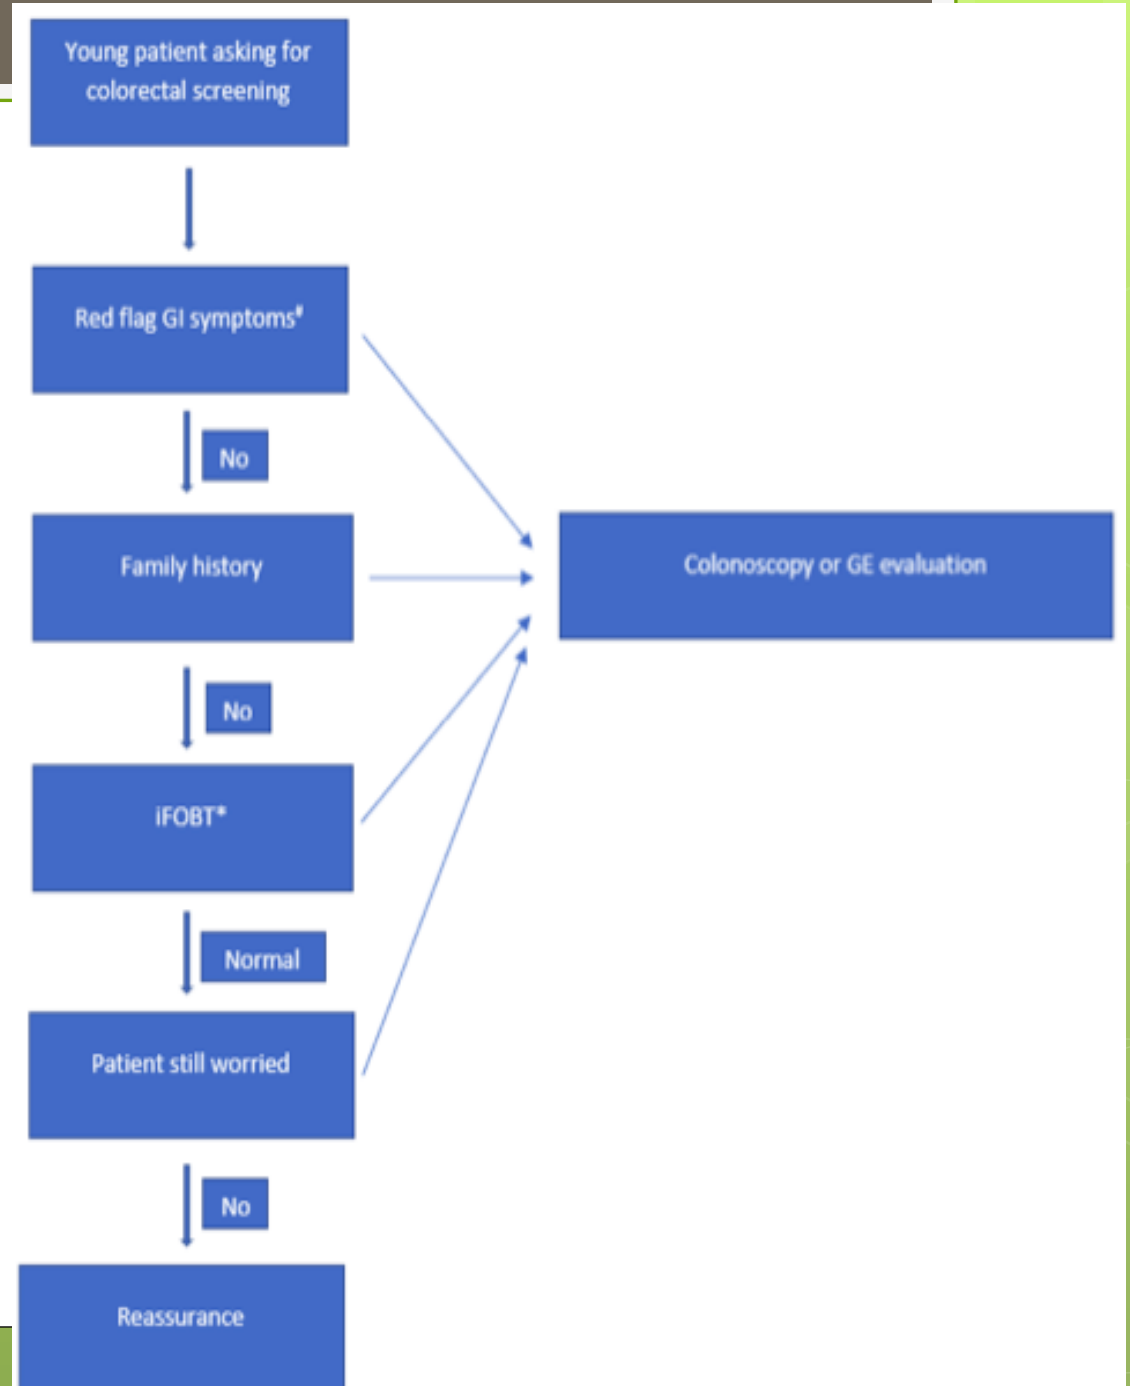 Young patient asking for
colorectal screening
Red flag GI symptoms#
No
Family history
Colonoscopy or GE evaluation
No
iFOBT*
Normal
Patient still worried
No
Reassurance